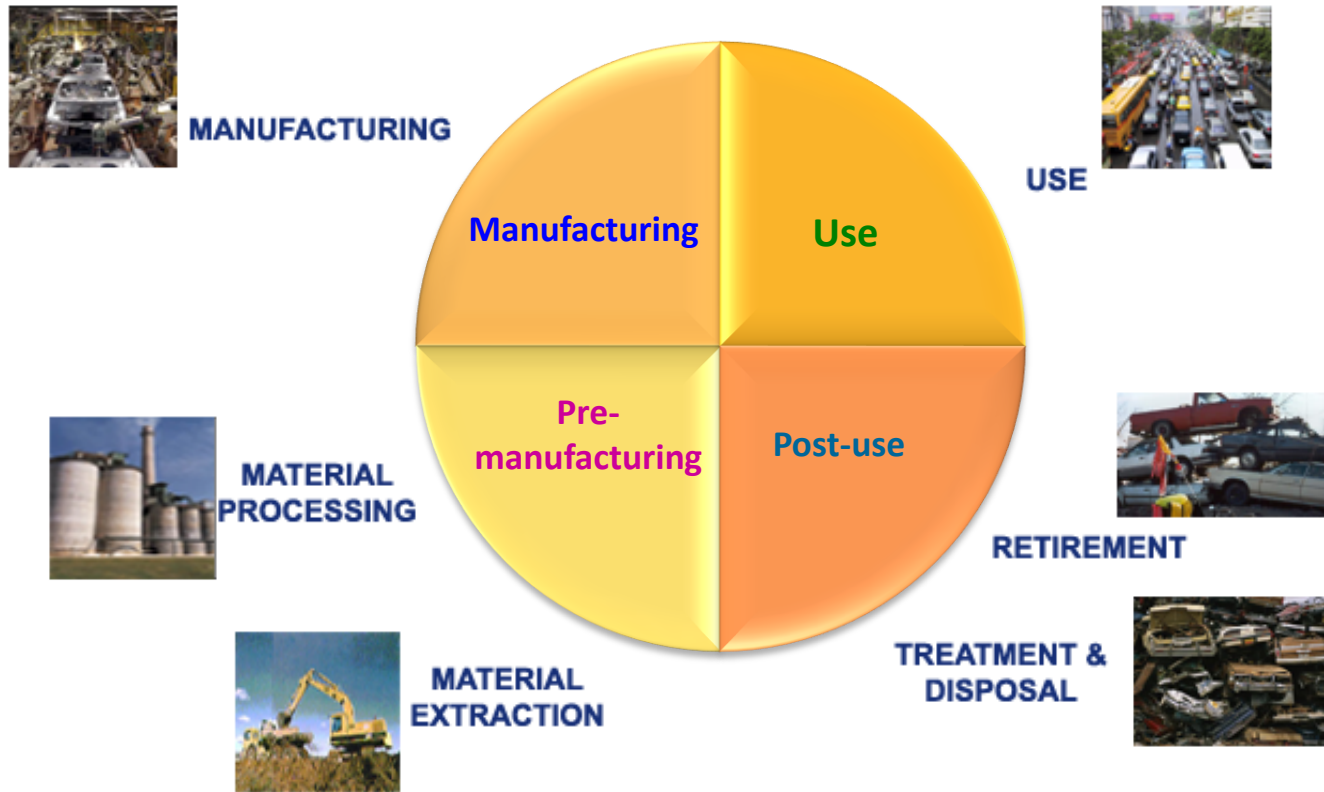 MANUFACTURING
USE
Manufacturing
Use
Pre-
manufacturing
Post-use
MATERIAL
PROCESSING
RETIREMENT
MATERIAL
EXTRACTION
TREATMENT &
DISPOSAL